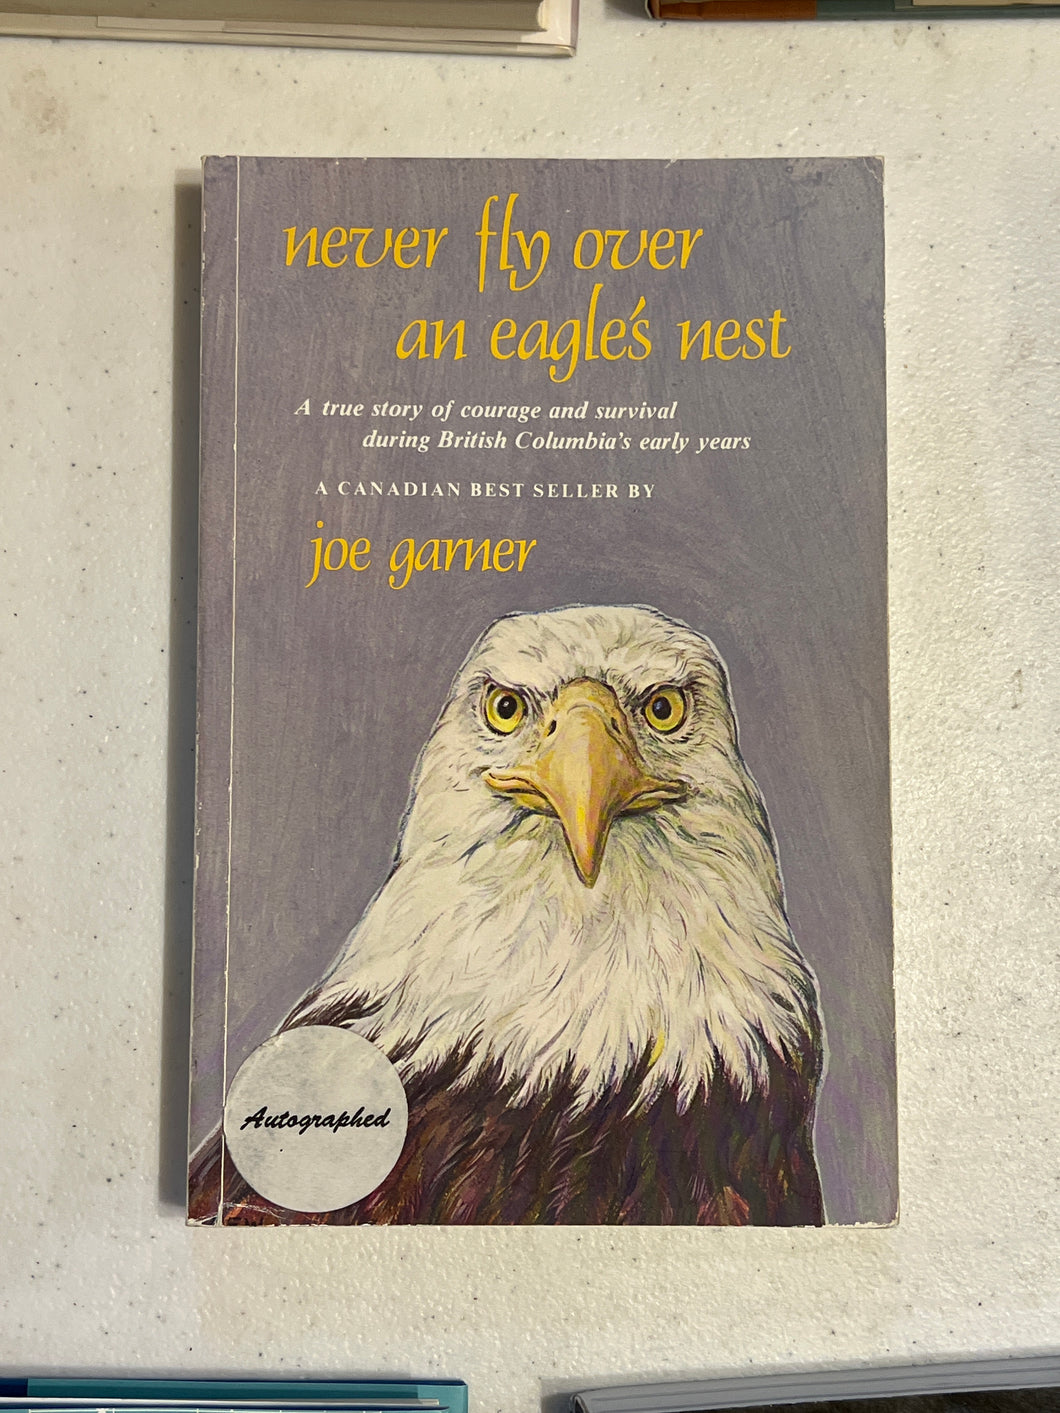 never fly over
an eagle's nest
A true story of courage and survival
during British Columbia's early years
A CANADIAN BEST SELLER BY
joe garner
Autographed